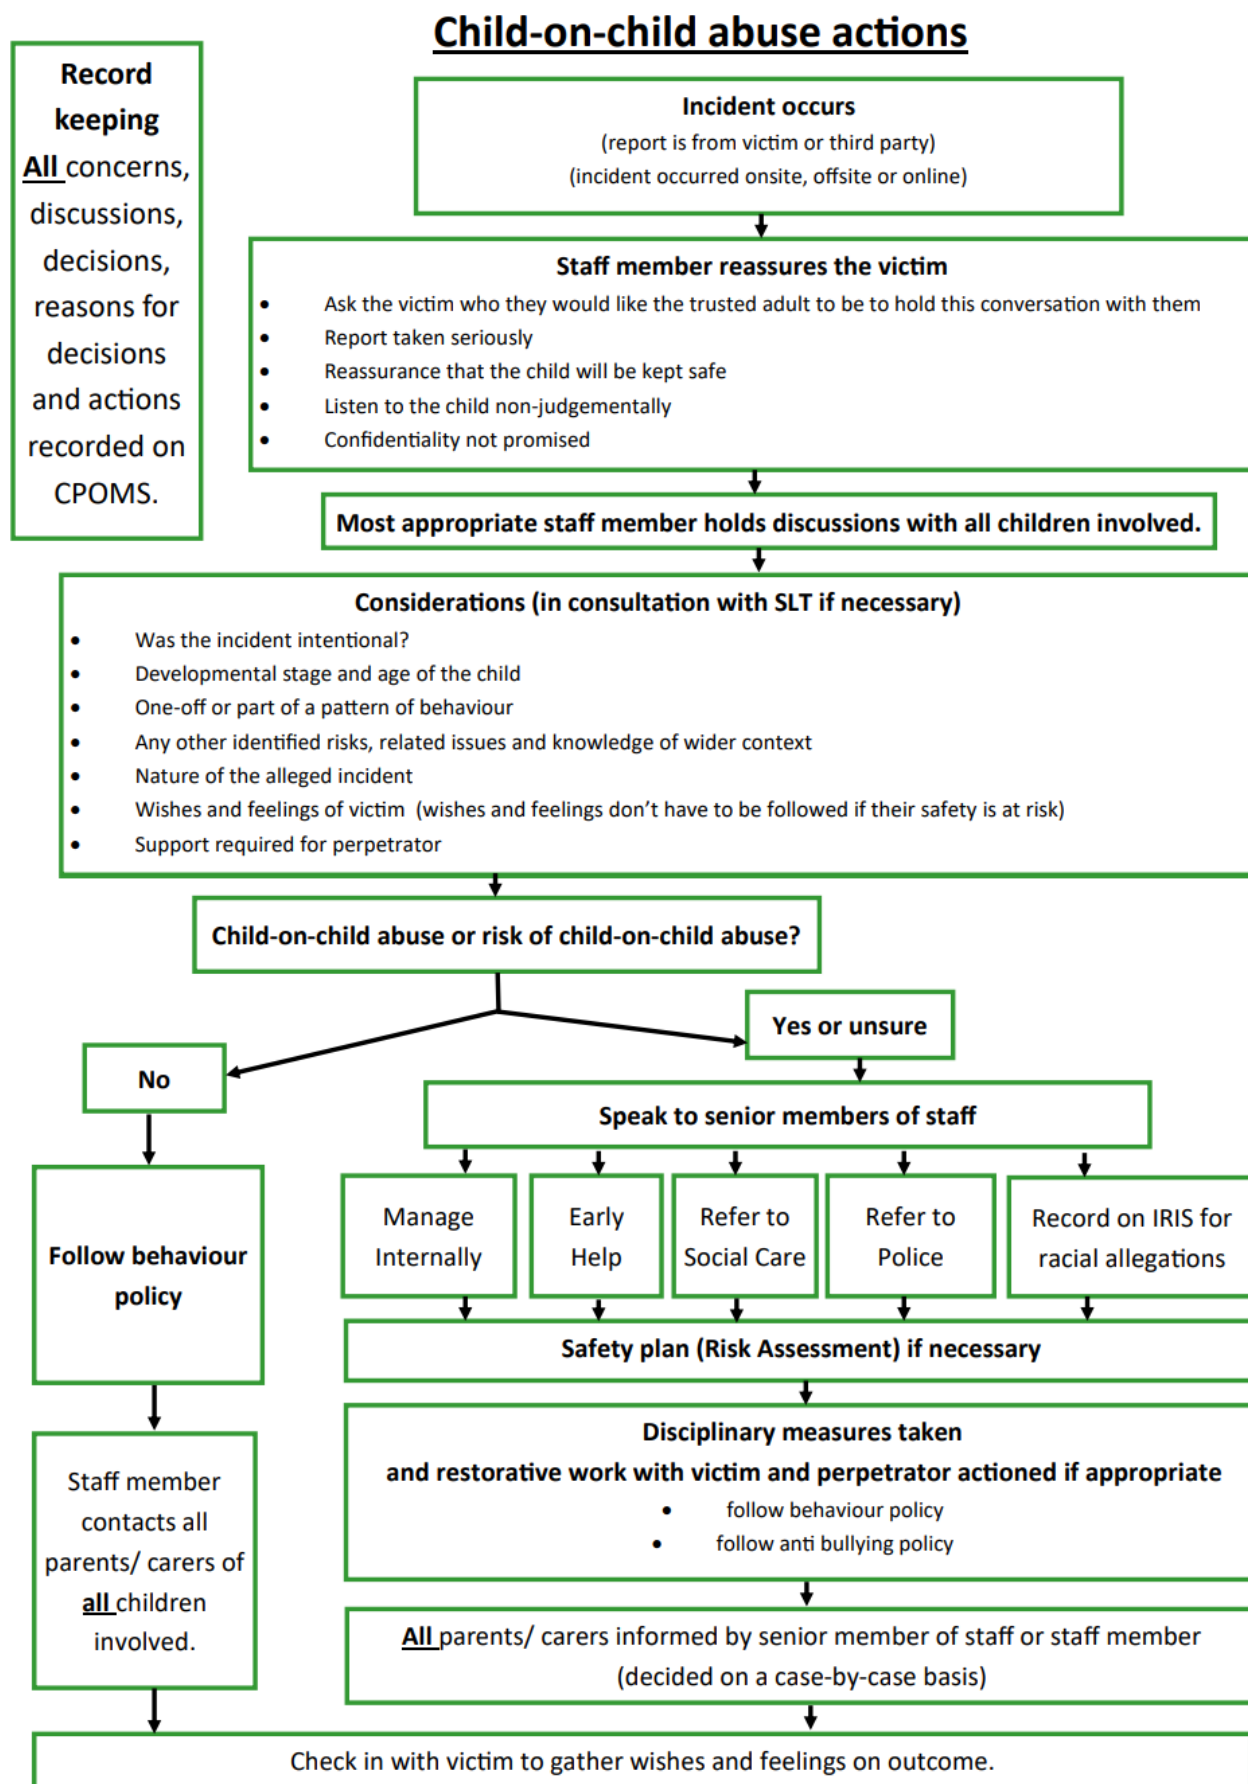 Child-on-child abuse actions
Record
keeping
All concerns,
discussions,
decisions,
reasons for
decisions
and actions
recorded on
CPOMS.
Incident occurs
(report is from victim or third party)
(incident occurred onsite, offsite or online)
Staff member reassures the victim
• Ask the victim who they would like the trusted adult to be to hold this conversation with them
• Report taken seriously
• Reassurance that the child will be kept safe
• Listen to the child non-judgementally
• Confidentiality not promised
Most appropriate staff member holds discussions with all children involved.
Considerations (in consultation with SLT if necessary)
• Was the incident intentional?
• Developmental stage and age of the child
• One-off or part of a pattern of behaviour
• Any other identified risks, related issues and knowledge of wider context
• Nature of the alleged incident
• Wishes and feelings of victim (wishes and feelings don’t have to be followed if their safety is at risk)
• Support required for perpetrator
Child-on-child abuse or risk of child-on-child abuse?
No
Follow behaviour
policy
Staff member
contacts all
parents/ carers of
all children
involved.
Yes or unsure
Speak to senior members of staff
Manage
Internally
Early
Help
Refer to
Social Care
Refer to
Police
Record on IRIS for
racial allegations
Safety plan (Risk Assessment) if necessary
Disciplinary measures taken
and restorative work with victim and perpetrator actioned if appropriate
• follow behaviour policy
• follow anti bullying policy
All parents/ carers informed by senior member of staff or staff member
(decided on a case-by-case basis)
Check in with victim to gather wishes and feelings on outcome.